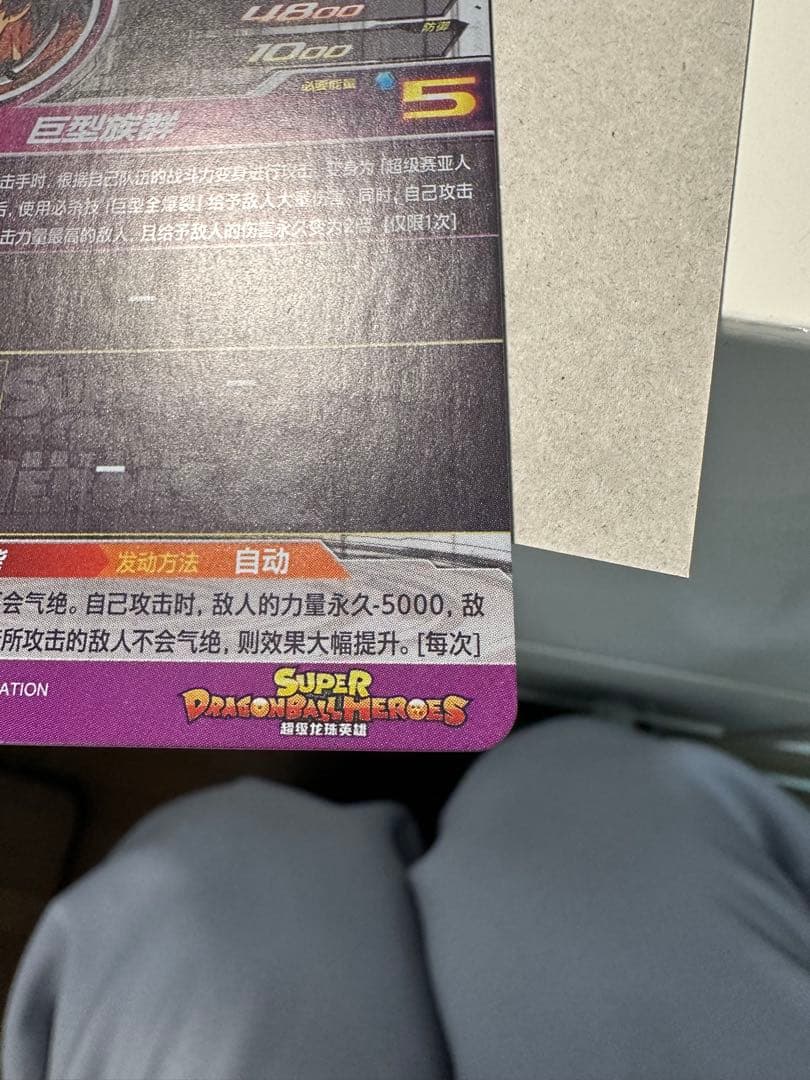 4800
防御
1000
必要能量 5
巨型族群
击手时, 根据自己队伍的战斗力变身进行攻击。变身为「超级赛亚人
后, 使用必杀技「巨型全爆裂」给予敌人大量伤害。同时, 自己攻击
击力量最高的敌人, 且给予敌人的伤害永久变为2倍。[仅限1次]
发动方法 自动
会气绝。自己攻击时, 敌人的力量永久-5000, 敌
所攻击的敌人不会气绝, 则效果大幅提升。[每次]
ATION
SUPER
DRAGONBALL HEROES
超级龙珠英雄